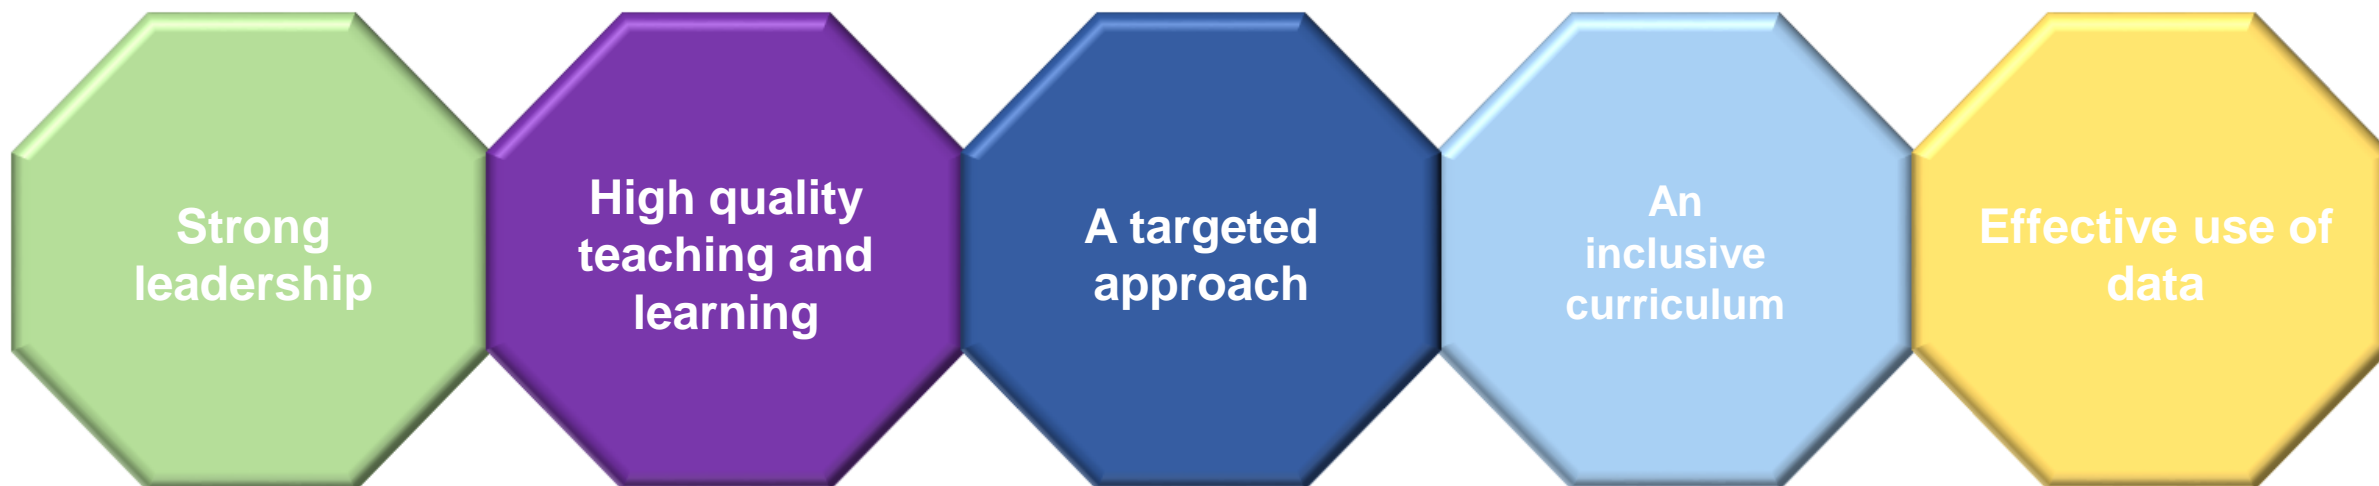 Strong
leadership
High quality
teaching and
learning
A targeted
approach
An
inclusive
curriculum
Effective use of
data